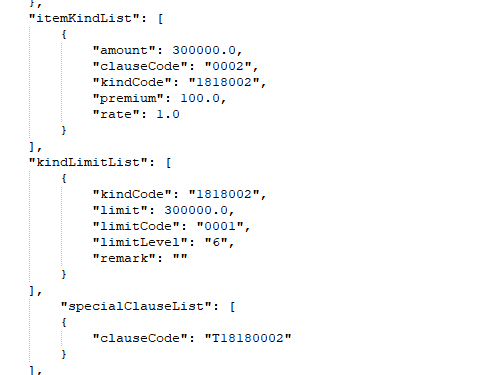 },
"itemKindList": [
{
"amount": 300000.0,
"clauseCode": "0002",
"kindCode": "1818002",
"premium": 100.0,
"rate": 1.0
}
],
"kindLimitList": [
{
"kindCode": "1818002",
"limit": 300000.0,
"limitCode": "0001",
"limitLevel": "6",
"remark": ""
}
],
"specialClauseList": [
{
"clauseCode": "T18180002"
}
],